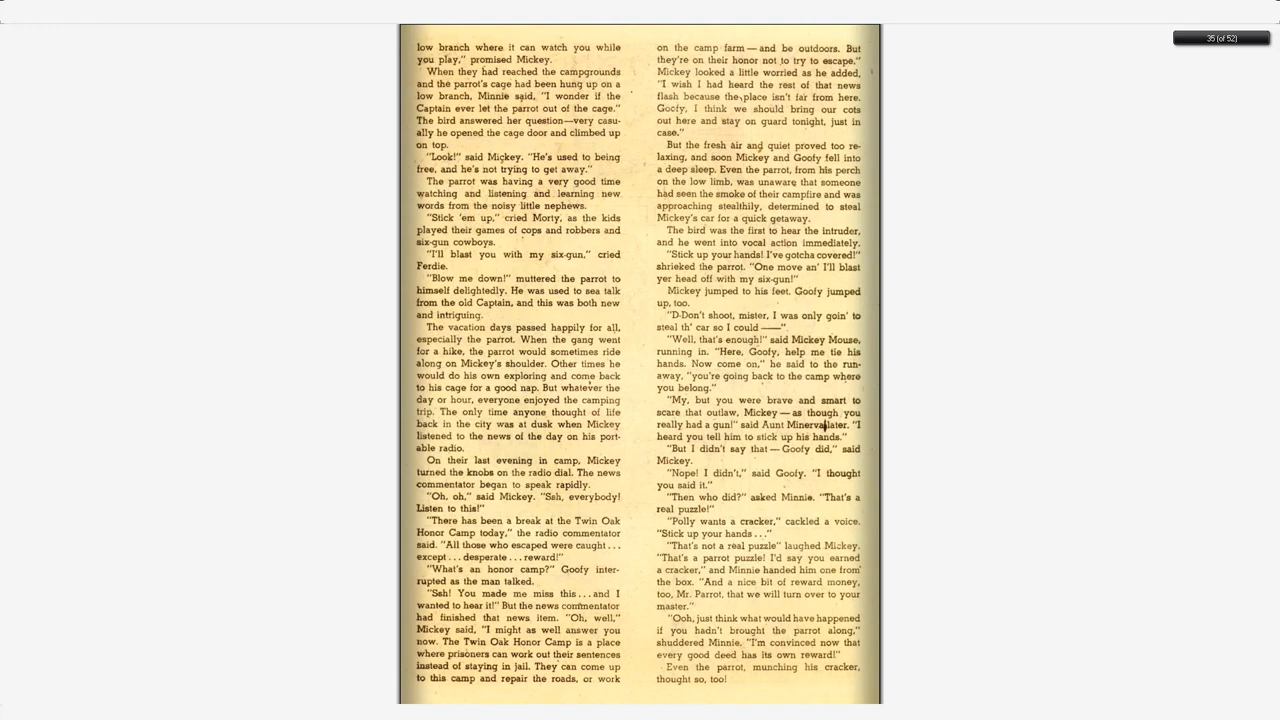 35 (of 52)
low branch where it can watch you while
you play," promised Mickey.
When they had reached the campgrounds
and the parrot's cage had been hung up on a
low branch, Minnie said, "I wonder if the
Captain ever let the parrot out of the cage."
The bird answered her question—very casu-
ally he opened the cage door and climbed up
on top.
"Look!" said Mickey. "He's used to being
free, and he's not trying to get away."
The parrot was having a very good time
watching and listening and learning new
words from the noisy little nephews.
"Stick 'em up," cried Morty, as the kids
played their games of cops and robbers and
six-gun cowboys.
"I'll blast you with my six-gun," cried
Ferdie.
"Blow me down!" muttered the parrot to
himself delightedly. He was used to sea talk
from the old Captain, and this was both new
and intriguing.
The vacation days passed happily for all,
especially the parrot. When the gang went
for a hike, the parrot would sometimes ride
along on Mickey's shoulder. Other times he
would do his own exploring and come back
to his cage for a good nap. But whatever the
day or hour, everyone enjoyed the camping
trip. The only time anyone thought of life
back in the city was at dusk when Mickey
listened to the news of the day on his port-
able radio.
On their last evening in camp, Mickey
turned the knobs on the radio dial. The news
commentator began to speak rapidly.
"Oh, oh," said Mickey. "Ssh, everybody!
Listen to this!"
"There has been a break at the Twin Oak
Honor Camp today," the radio commentator
said. "All those who escaped were caught . . .
except . . . desperate . . . reward!"
"What's an honor camp?" Goofy inter-
rupted as the man talked.
"Ssh! You made me miss this . . . and I
wanted to hear it!" But the news commentator
had finished that news item. "Oh, well,"
Mickey said, "I might as well answer you
now. The Twin Oak Honor Camp is a place
where prisoners can work out their sentences
instead of staying in jail. They can come up
to this camp and repair the roads, or work
on the camp farm — and be outdoors. But
they're on their honor not to try to escape."
Mickey looked a little worried as he added,
"I wish I had heard the rest of that news
flash because the place isn't far from here.
Goofy, I think we should bring our cots
out here and stay on guard tonight, just in
case."
But the fresh air and quiet proved too re-
laxing, and soon Mickey and Goofy fell into
a deep sleep. Even the parrot, from his perch
on the low limb, was unaware that someone
had seen the smoke of their campfire and was
approaching stealthily, determined to steal
Mickey's car for a quick getaway.
The bird was the first to hear the intruder,
and he went into vocal action immediately.
"Stick up your hands! I've gotcha covered!"
shrieked the parrot. "One move an' I'll blast
yer head off with my six-gun!"
Mickey jumped to his feet. Goofy jumped
up, too.
"D-Don't shoot, mister, I was only goin' to
steal th' car so I could ——"
"Well, that's enough!" said Mickey Mouse,
running in. "Here, Goofy, help me tie his
hands. Now come on," he said to the run-
away, "you're going back to the camp where
you belong."
"My, but you were brave and smart to
scare that outlaw, Mickey — as though you
really had a gun!" said Aunt Minerva later. "I
heard you tell him to stick up his hands."
"But I didn't say that — Goofy did," said
Mickey.
"Nope! I didn't," said Goofy. "I thought
you said it."
"Then who did?" asked Minnie. "That's a
real puzzle!"
"Polly wants a cracker," cackled a voice.
"Stick up your hands . . ."
"That's not a real puzzle" laughed Mickey.
"That's a parrot puzzle! I'd say you earned
a cracker," and Minnie handed him one from
the box. "And a nice bit of reward money,
too, Mr. Parrot, that we will turn over to your
master."
"Ooh, just think what would have happened
if you hadn't brought the parrot along,"
shuddered Minnie. "I'm convinced now that
every good deed has its own reward!"
Even the parrot, munching his cracker,
thought so, too!